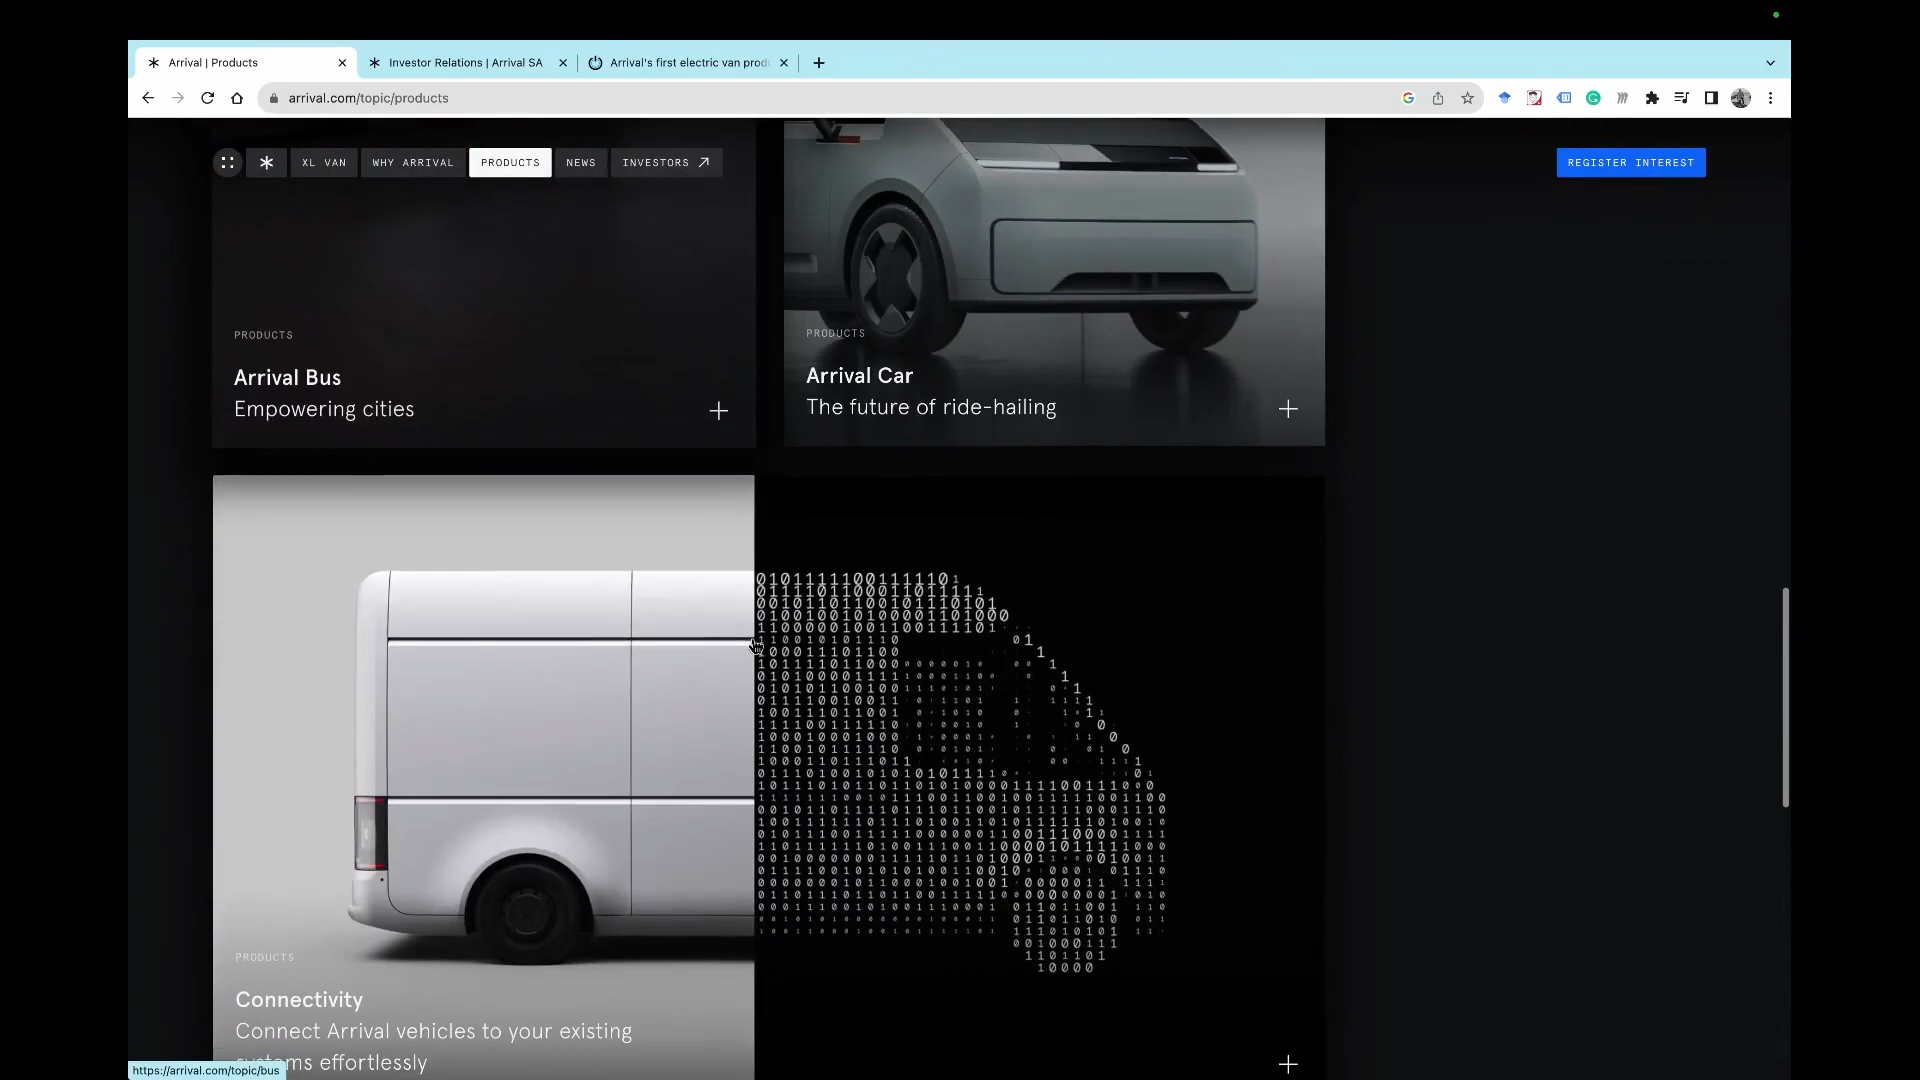 Arrival | Products
Investor Relations | Arrival SA
Arrival's first electric van prod
arrival.com/topic/products
XL VAN
WHY ARRIVAL
PRODUCTS
NEWS
INVESTORS
REGISTER INTEREST
PRODUCTS
Arrival Bus
Empowering cities
PRODUCTS
Arrival Car
The future of ride-hailing
PRODUCTS
Connectivity
Connect Arrival vehicles to your existing
systems effortlessly
https://arrival.com/topic/bus